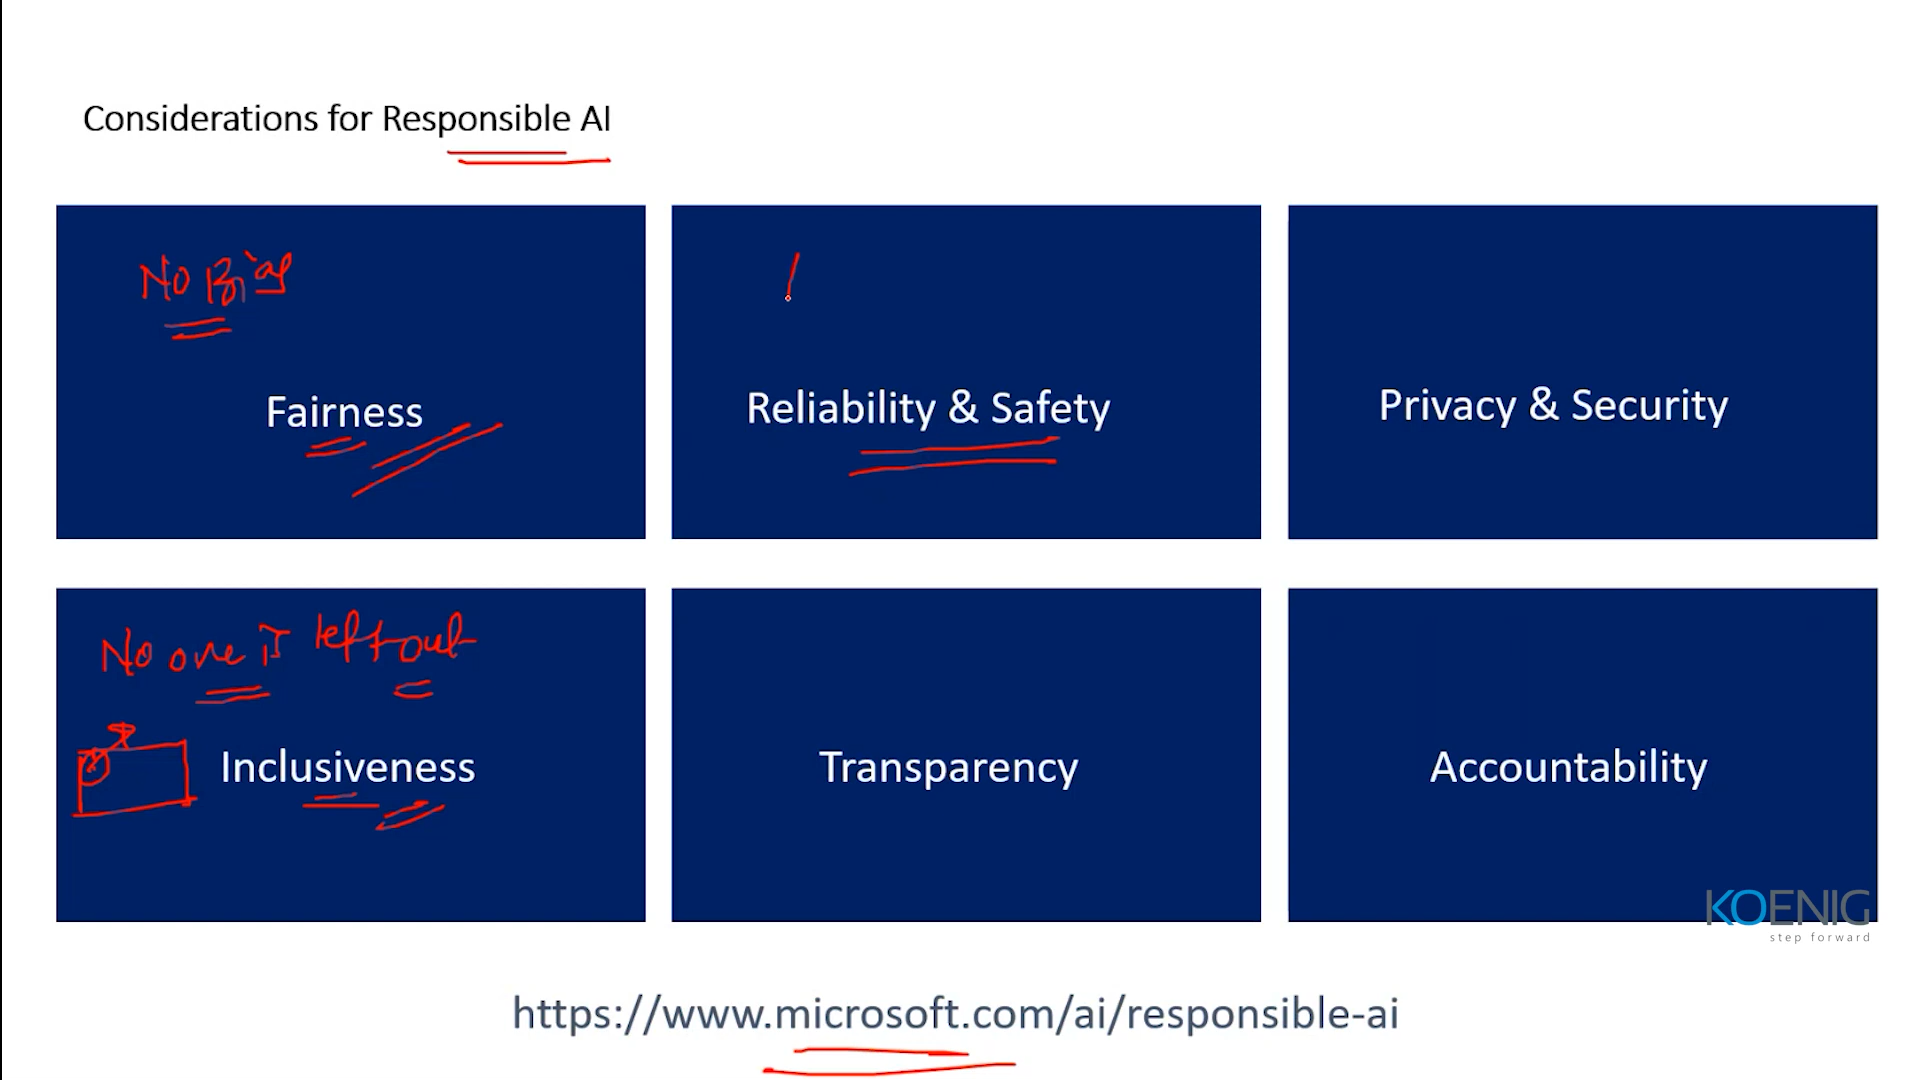 Considerations for Responsible AI
No Bias
Fairness
Reliability & Safety
Privacy & Security
No one is left out
Inclusiveness
Transparency
Accountability
KOENIG
step forward
https://www.microsoft.com/ai/responsible-ai